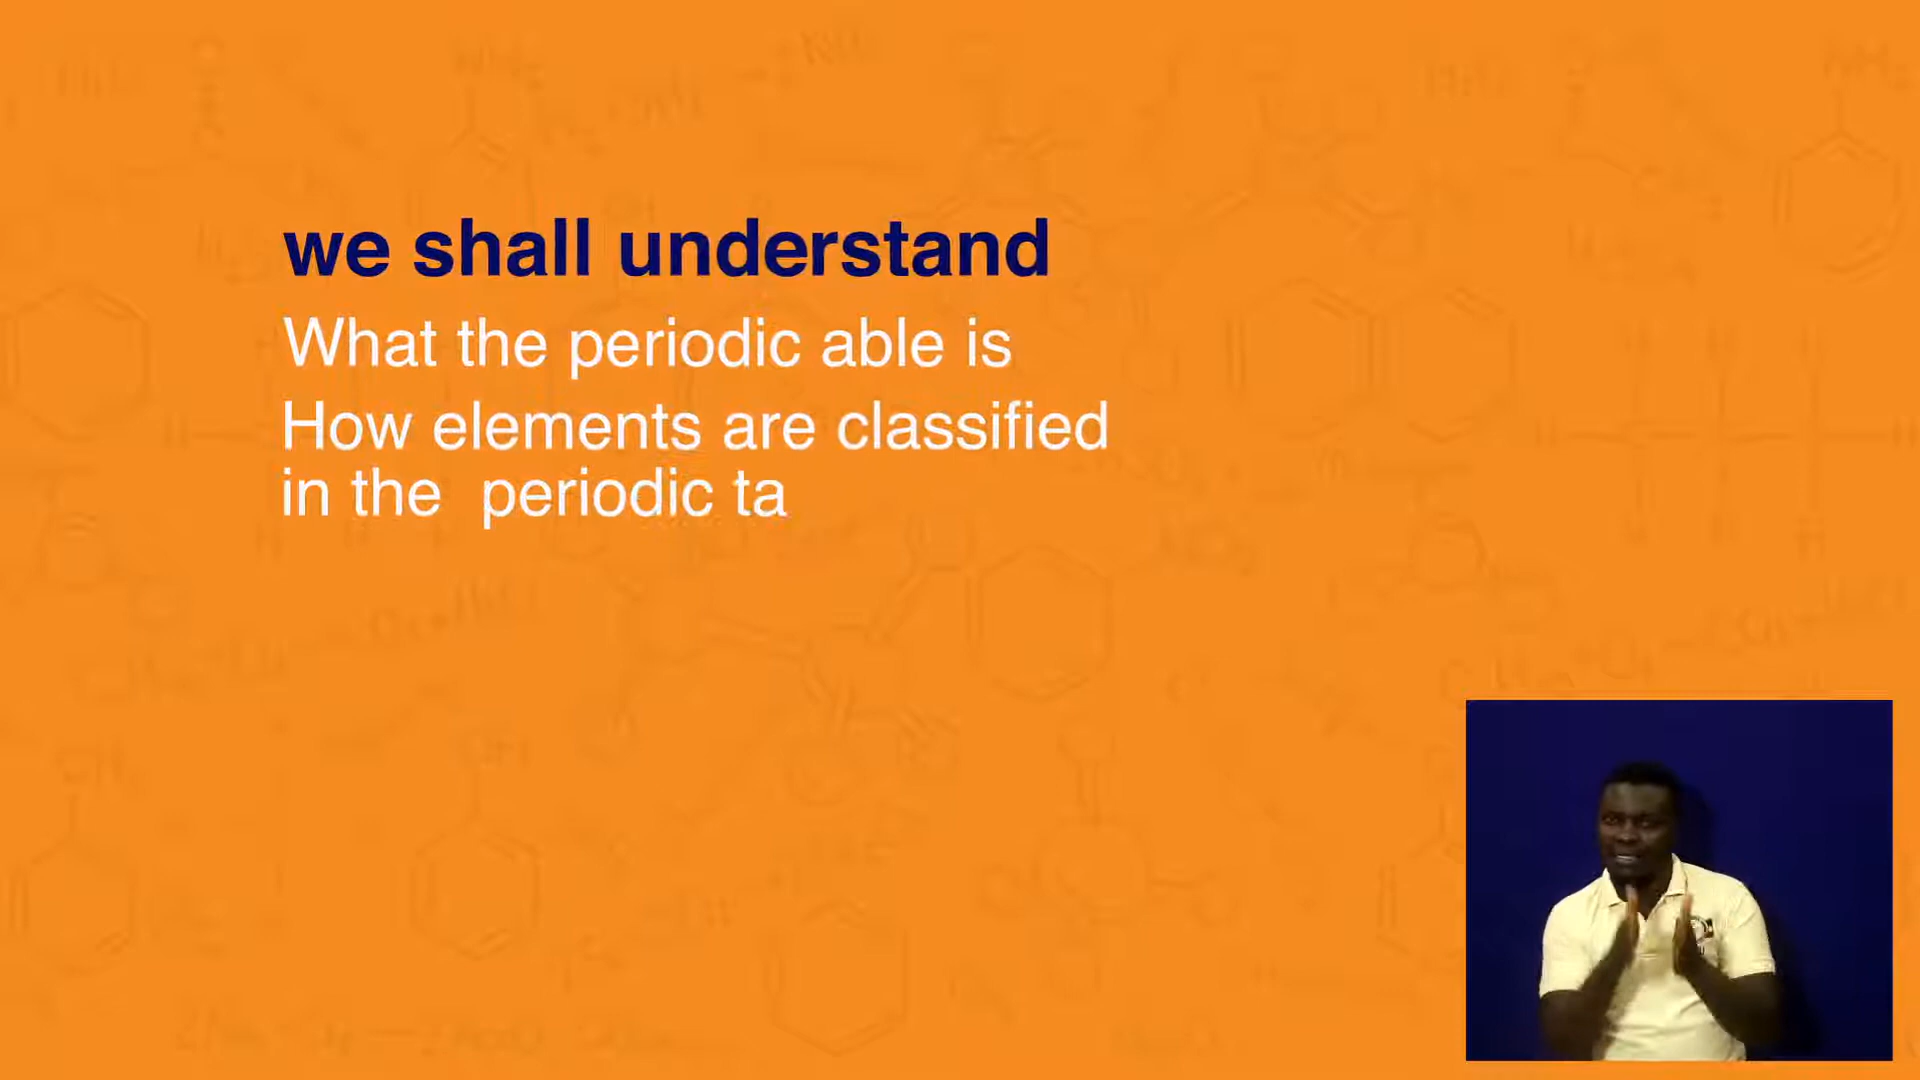 we shall understand
What the periodic able is
How elements are classified
in the periodic ta